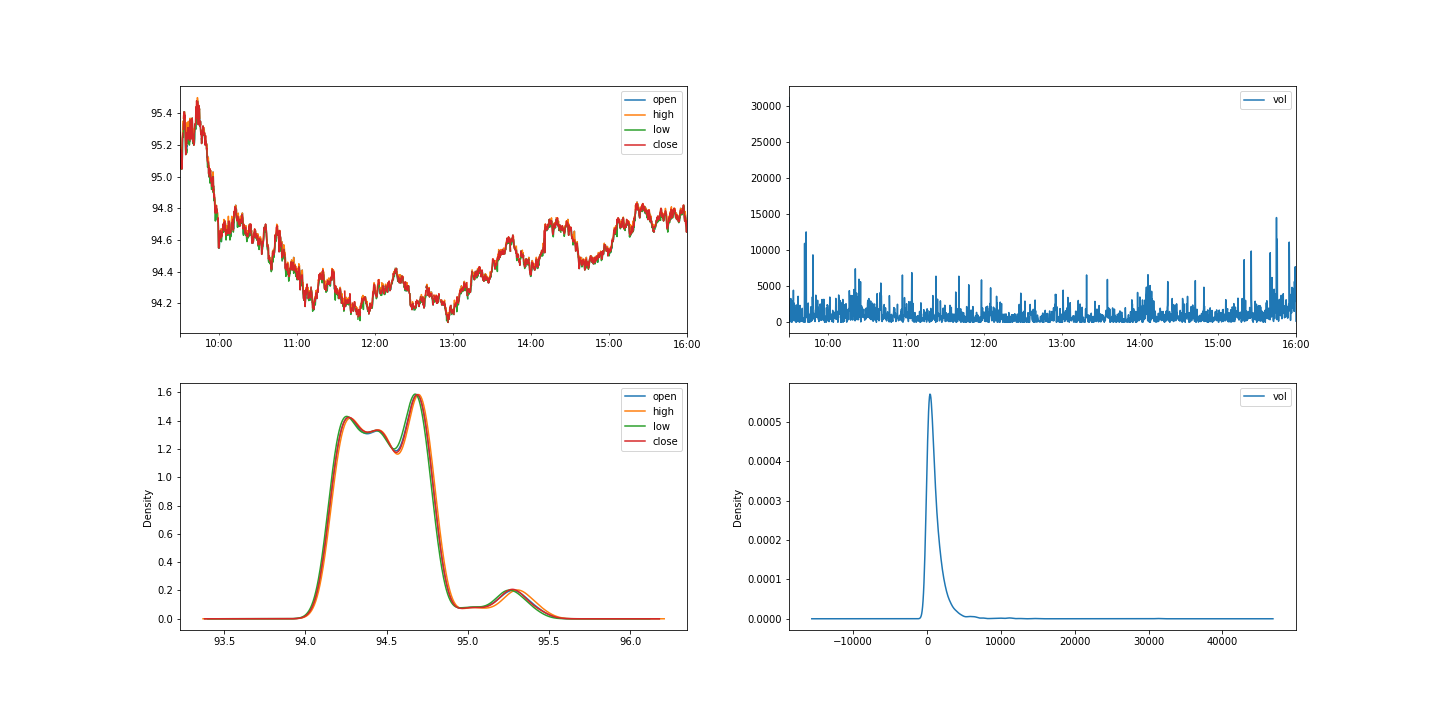 95.4
95.2
95.0
94.8
94.6
94.4
94.2
10:00 11:00 12:00 13:00 14:00 15:00 16:00
open
high
low
close
30000
25000
20000
15000
10000
5000
0
10:00 11:00 12:00 13:00 14:00 15:00 16:00
vol
Density
1.6
1.4
1.2
1.0
0.8
0.6
0.4
0.2
0.0
93.5 94.0 94.5 95.0 95.5 96.0
open
high
low
close
Density
0.0005
0.0004
0.0003
0.0002
0.0001
0.0000
−10000 0 10000 20000 30000 40000
vol